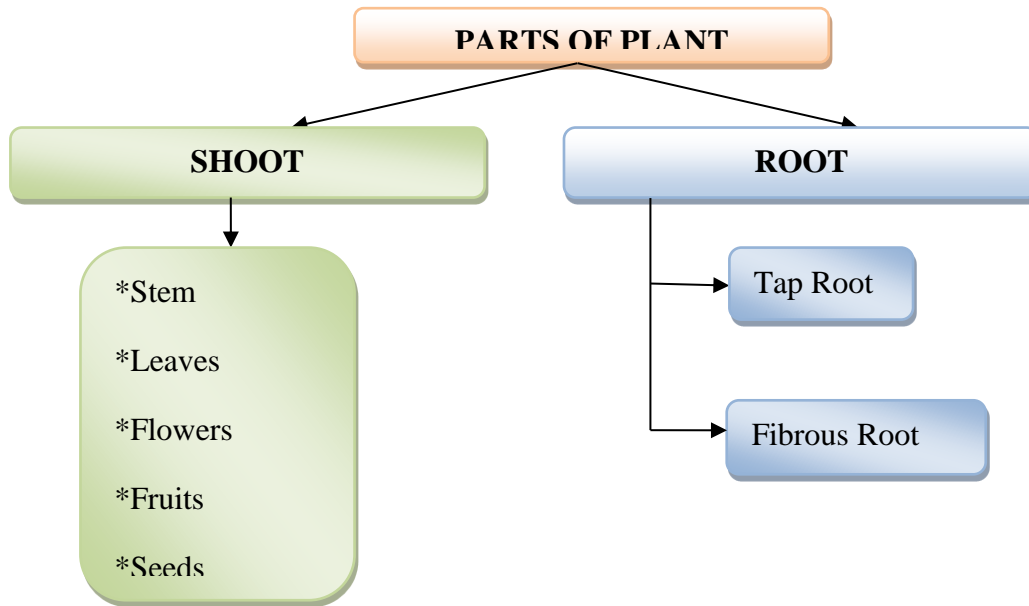 PARTS OF PLANT
SHOOT
*Stem
*Leaves
*Flowers
*Fruits
*Seeds
ROOT
Tap Root
Fibrous Root